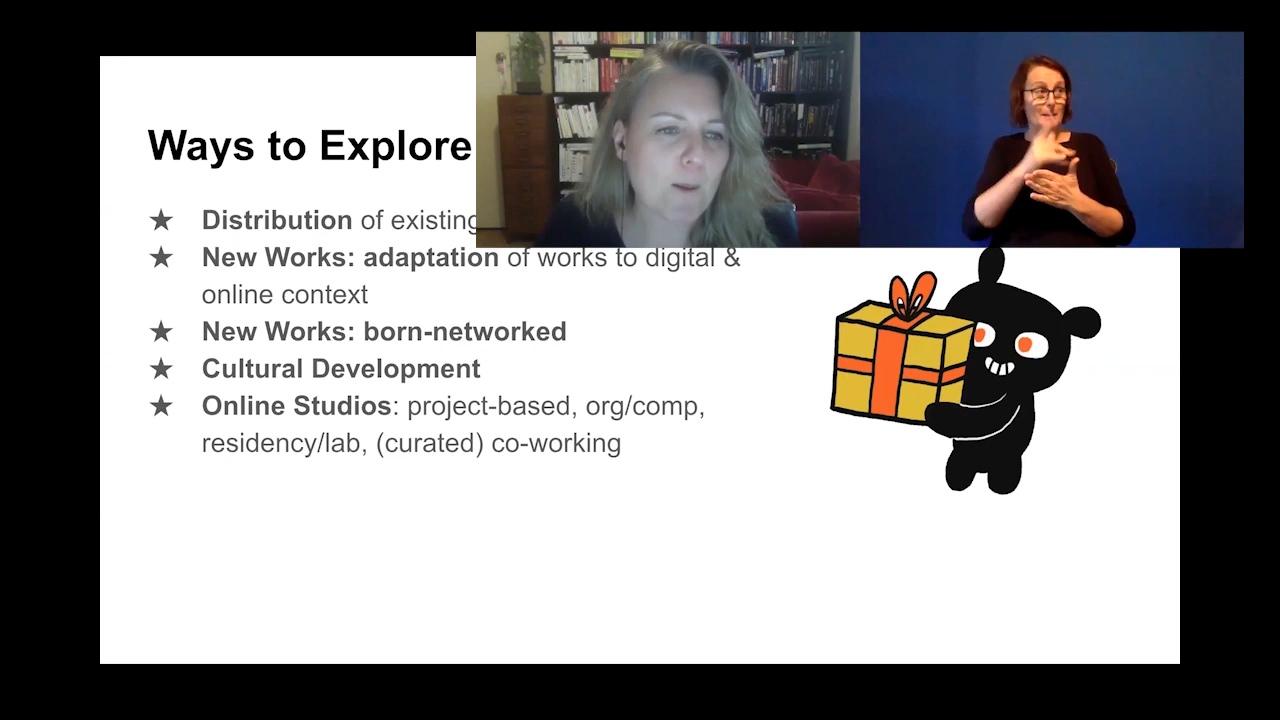 Ways to Explore
★ Distribution of existing
★ New Works: adaptation of works to digital &
online context
★ New Works: born-networked
★ Cultural Development
★ Online Studios: project-based, org/comp,
residency/lab, (curated) co-working